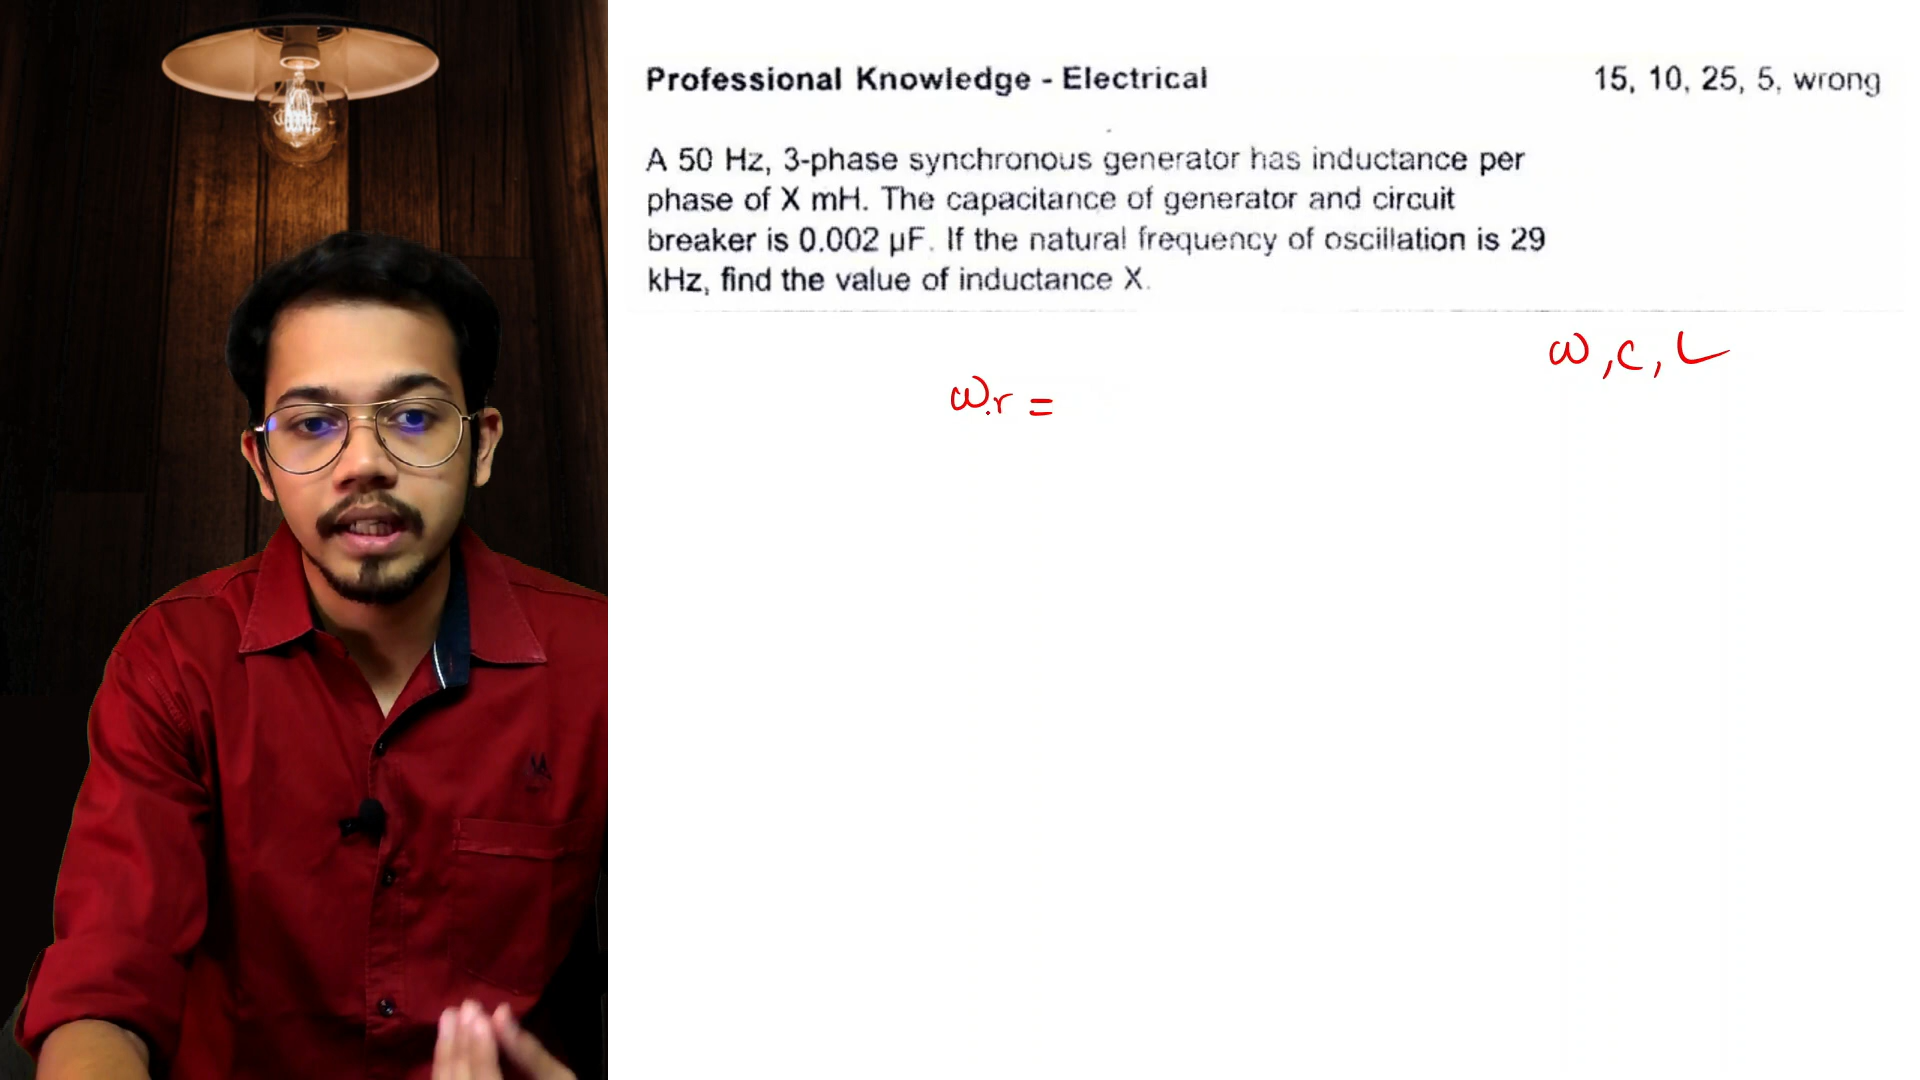 Professional Knowledge - Electrical
15, 10, 25, 5, wrong
A 50 Hz, 3-phase synchronous generator has inductance per
phase of X mH. The capacitance of generator and circuit
breaker is 0.002 µF. If the natural frequency of oscillation is 29
kHz, find the value of inductance X.
ω, c, L
ω.r =